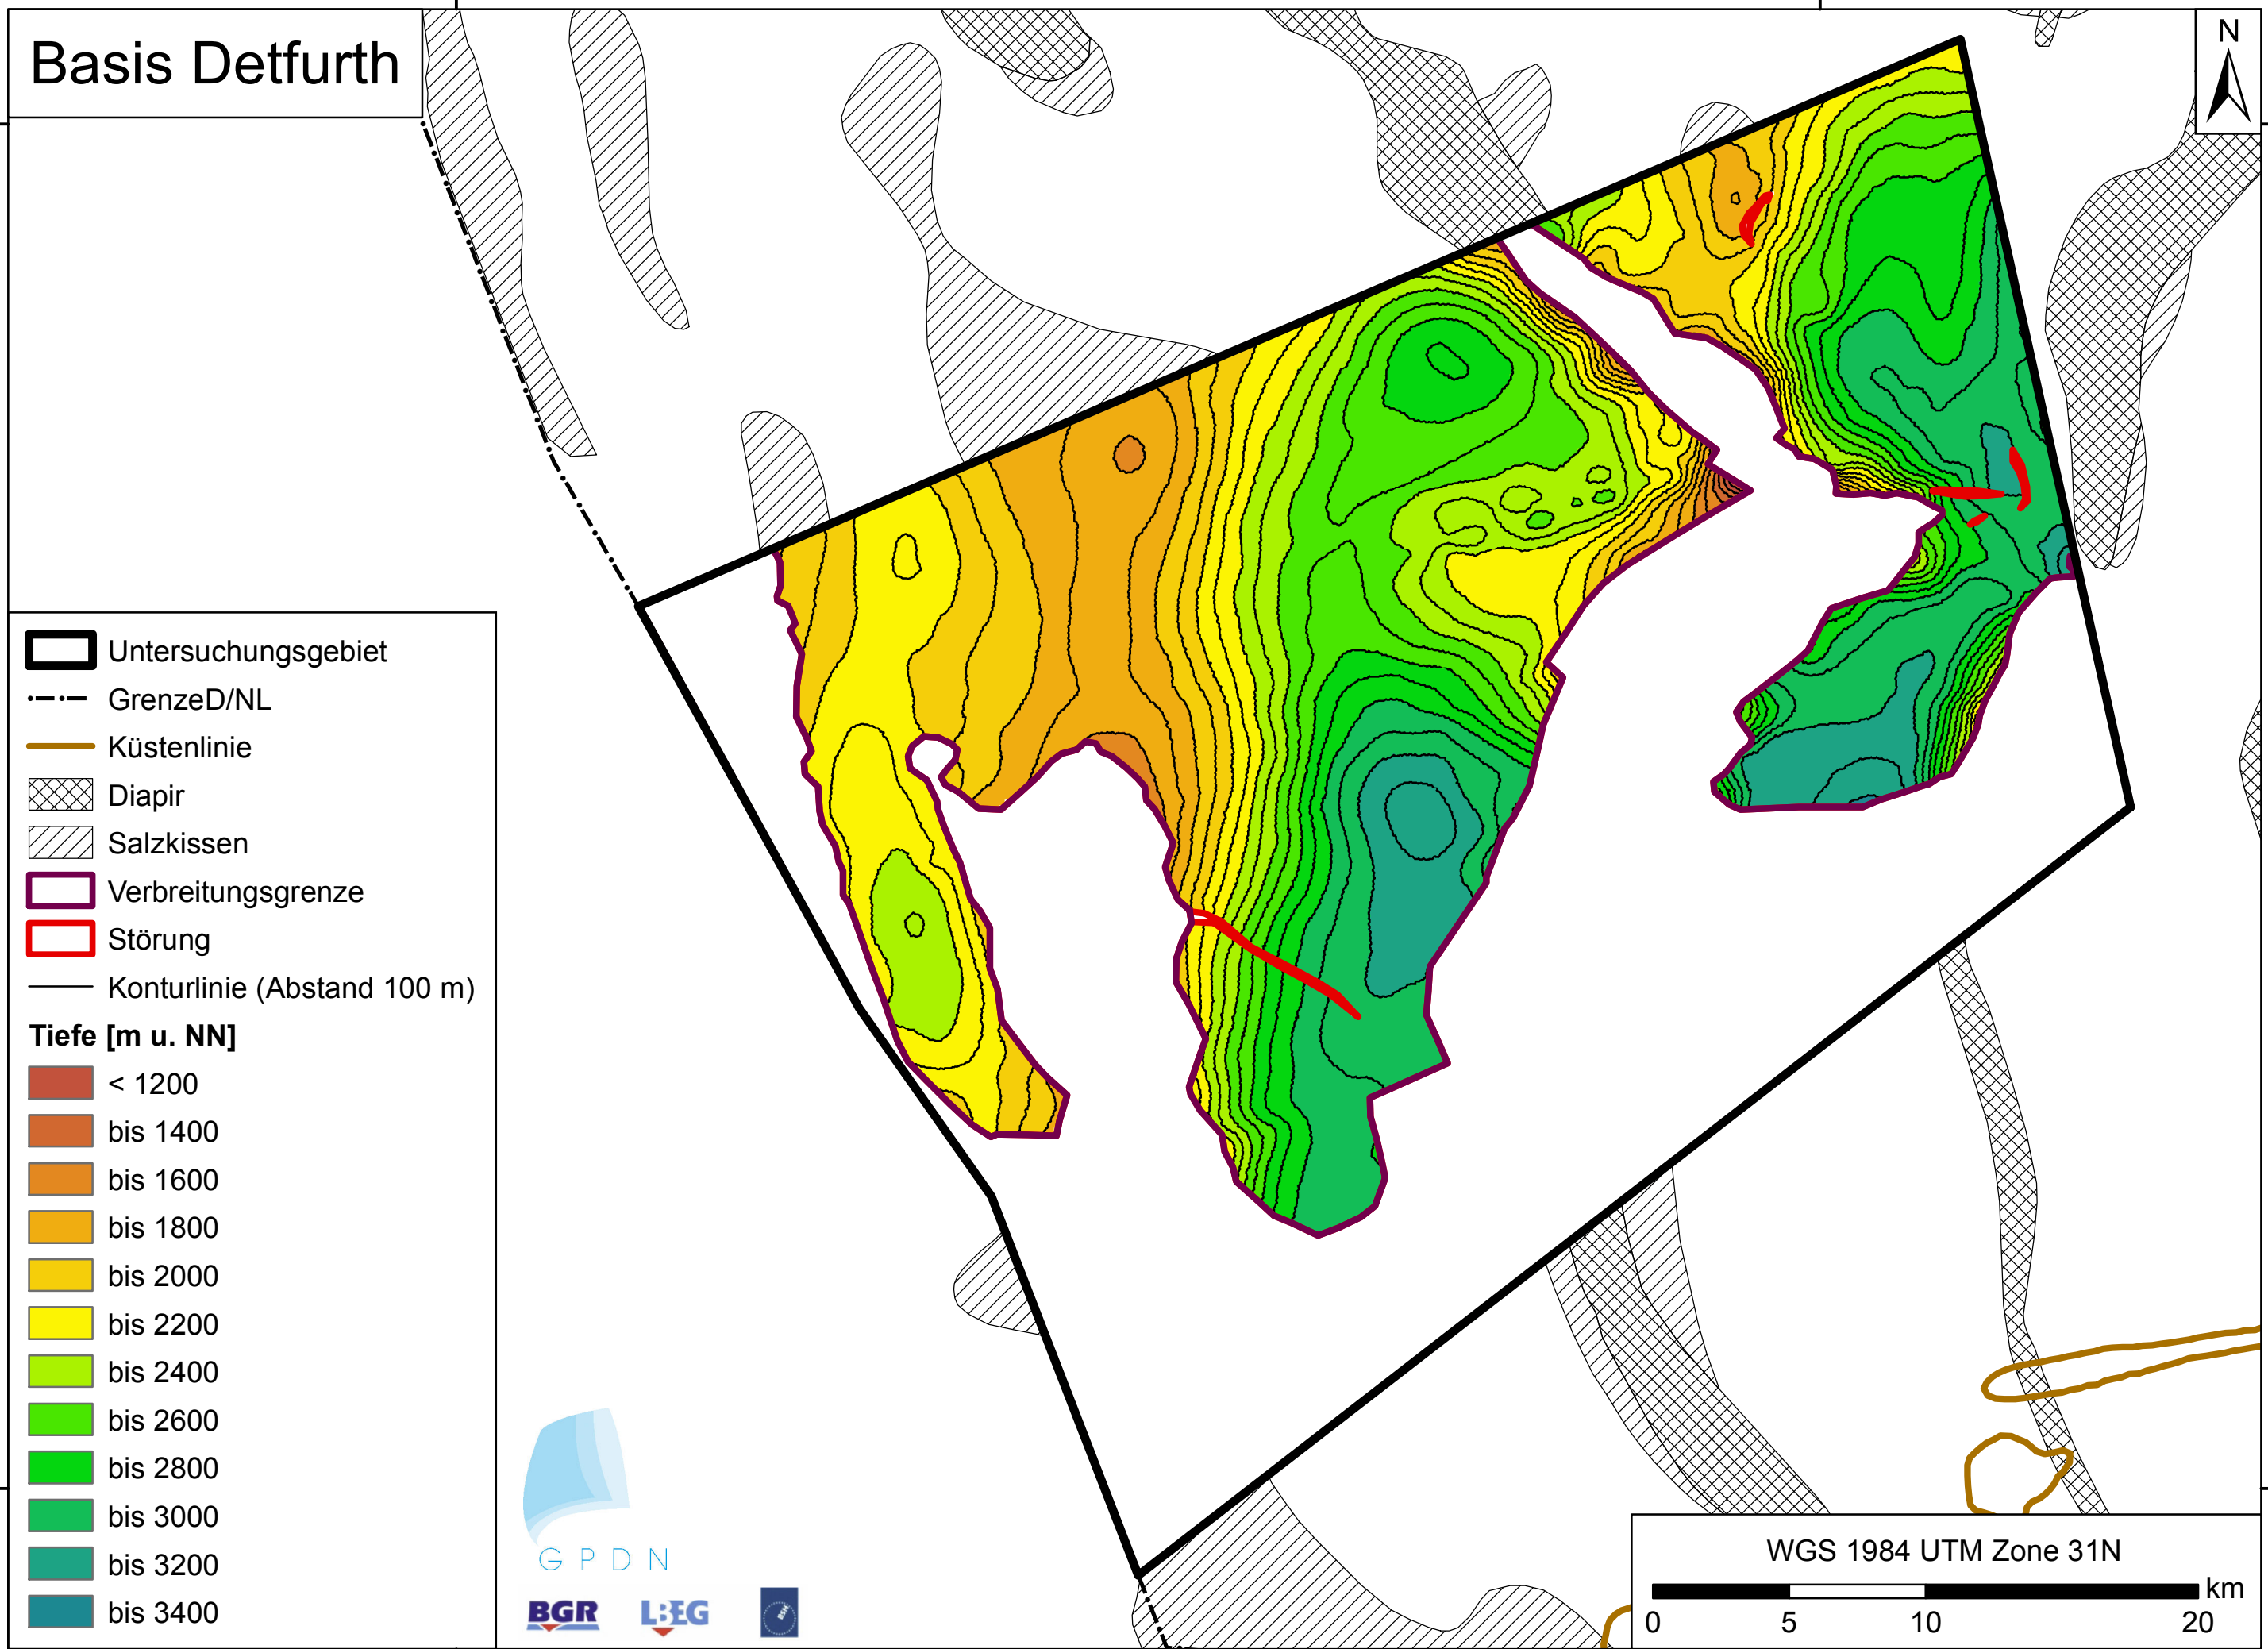 Basis Detfurth
N
Untersuchungsgebiet
GrenzeD/NL
Küstenlinie
Diapir
Salzkissen
Verbreitungsgrenze
Störung
Konturlinie (Abstand 100 m)
Tiefe [m u. NN]
< 1200
bis 1400
bis 1600
bis 1800
bis 2000
bis 2200
bis 2400
bis 2600
bis 2800
bis 3000
bis 3200
bis 3400
GPDN
BGR
LBEG
BSH
WGS 1984 UTM Zone 31N
km
0 5 10 20